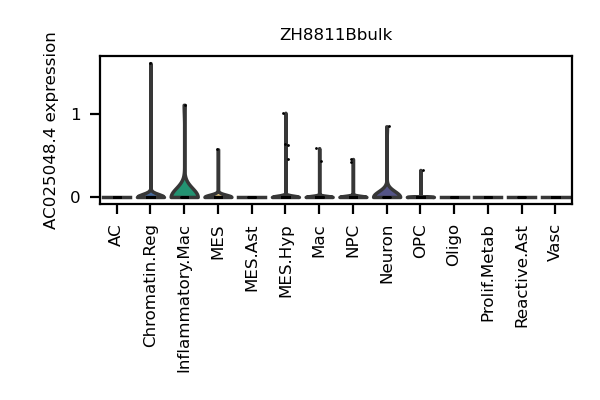 ZH8811Bbulk
AC025048.4 expression
1
0
AC
Chromatin.Reg
Inflammatory.Mac
MES
MES.Ast
MES.Hyp
Mac
NPC
Neuron
OPC
Oligo
Prolif.Metab
Reactive.Ast
Vasc